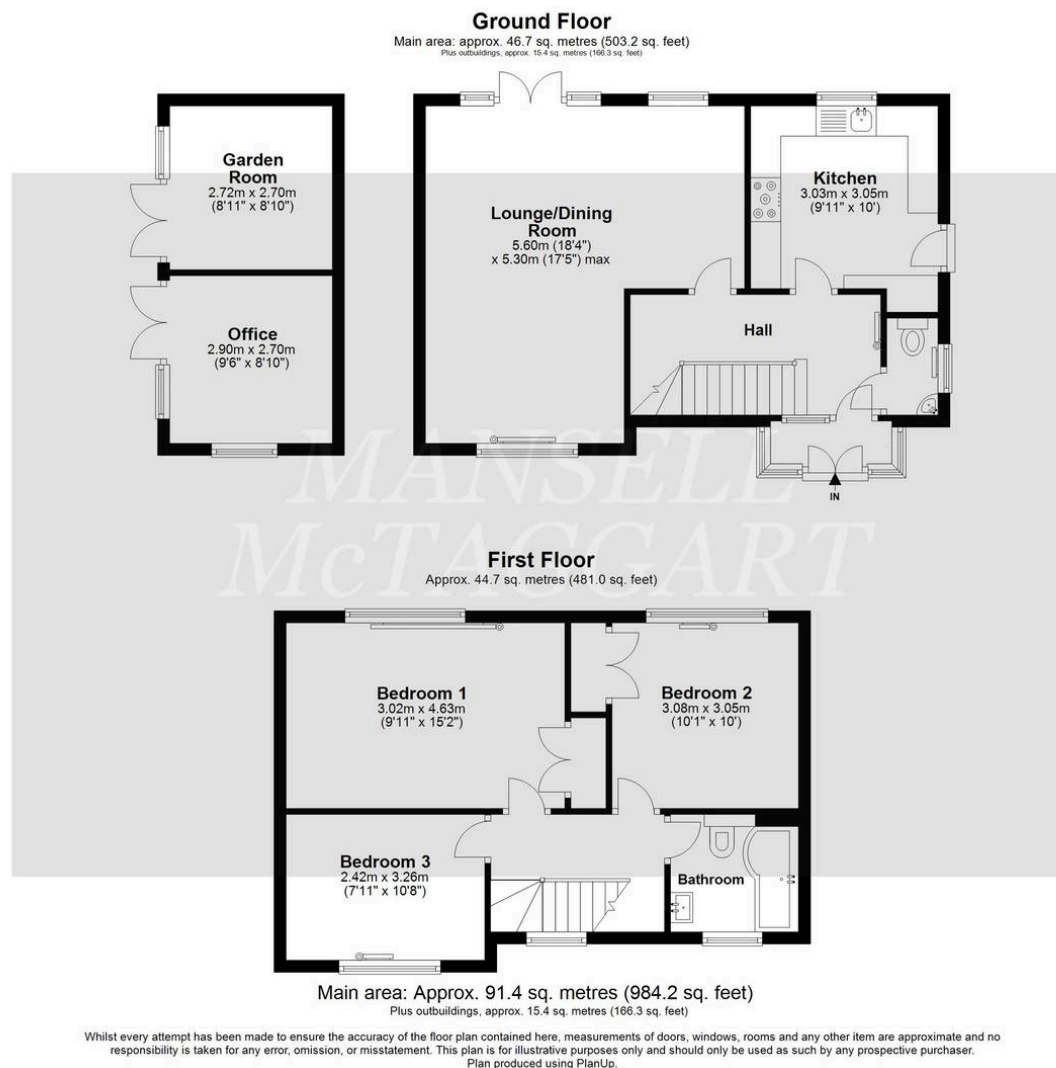 Ground Floor
Main area: approx. 46.7 sq. metres (503.2 sq. feet)
Plus outbuildings, approx. 15.4 sq. metres (166.3 sq. feet)
Garden
Room
2.72m x 2.70m
(8'11" x 8'10")
Lounge/Dining
Room
5.60m (18'4")
x 5.30m (17'5") max
Kitchen
3.03m x 3.05m
(9'11" x 10')
Office
2.90m x 2.70m
(9'6" x 8'10")
Hall
IN
MANSELL
McTAGGART
First Floor
Approx. 44.7 sq. metres (481.0 sq. feet)
Bedroom 1
3.02m x 4.63m
(9'11" x 15'2")
Bedroom 2
3.08m x 3.05m
(10'1" x 10')
Bedroom 3
2.42m x 3.26m
(7'11" x 10'8")
Bathroom
Main area: Approx. 91.4 sq. metres (984.2 sq. feet)
Plus outbuildings, approx. 15.4 sq. metres (166.3 sq. feet)
Whilst every attempt has been made to ensure the accuracy of the floor plan contained here, measurements of doors, windows, rooms and any other item are approximate and no
responsibility is taken for any error, omission, or misstatement. This plan is for illustrative purposes only and should only be used as such by any prospective purchaser.
Plan produced using PlanUp.